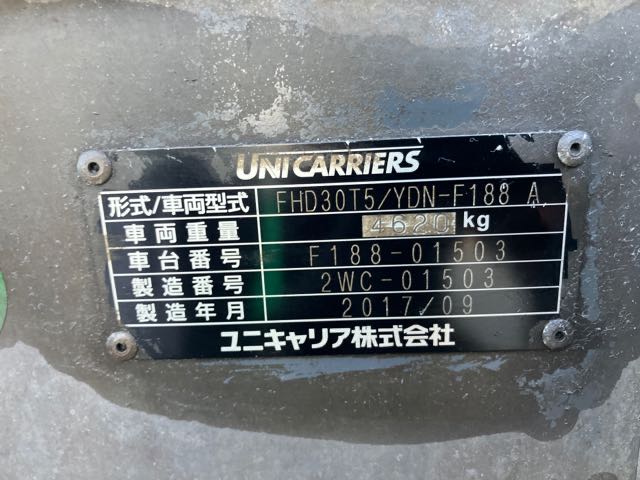 UNICARRIERS
形式/車両型式 FHD30T5/YDN-F188 A
車両重量 4620 kg
車台番号 F188-01503
製造番号 2WC-01503
製造年月 2017/09
ユニキャリア株式会社